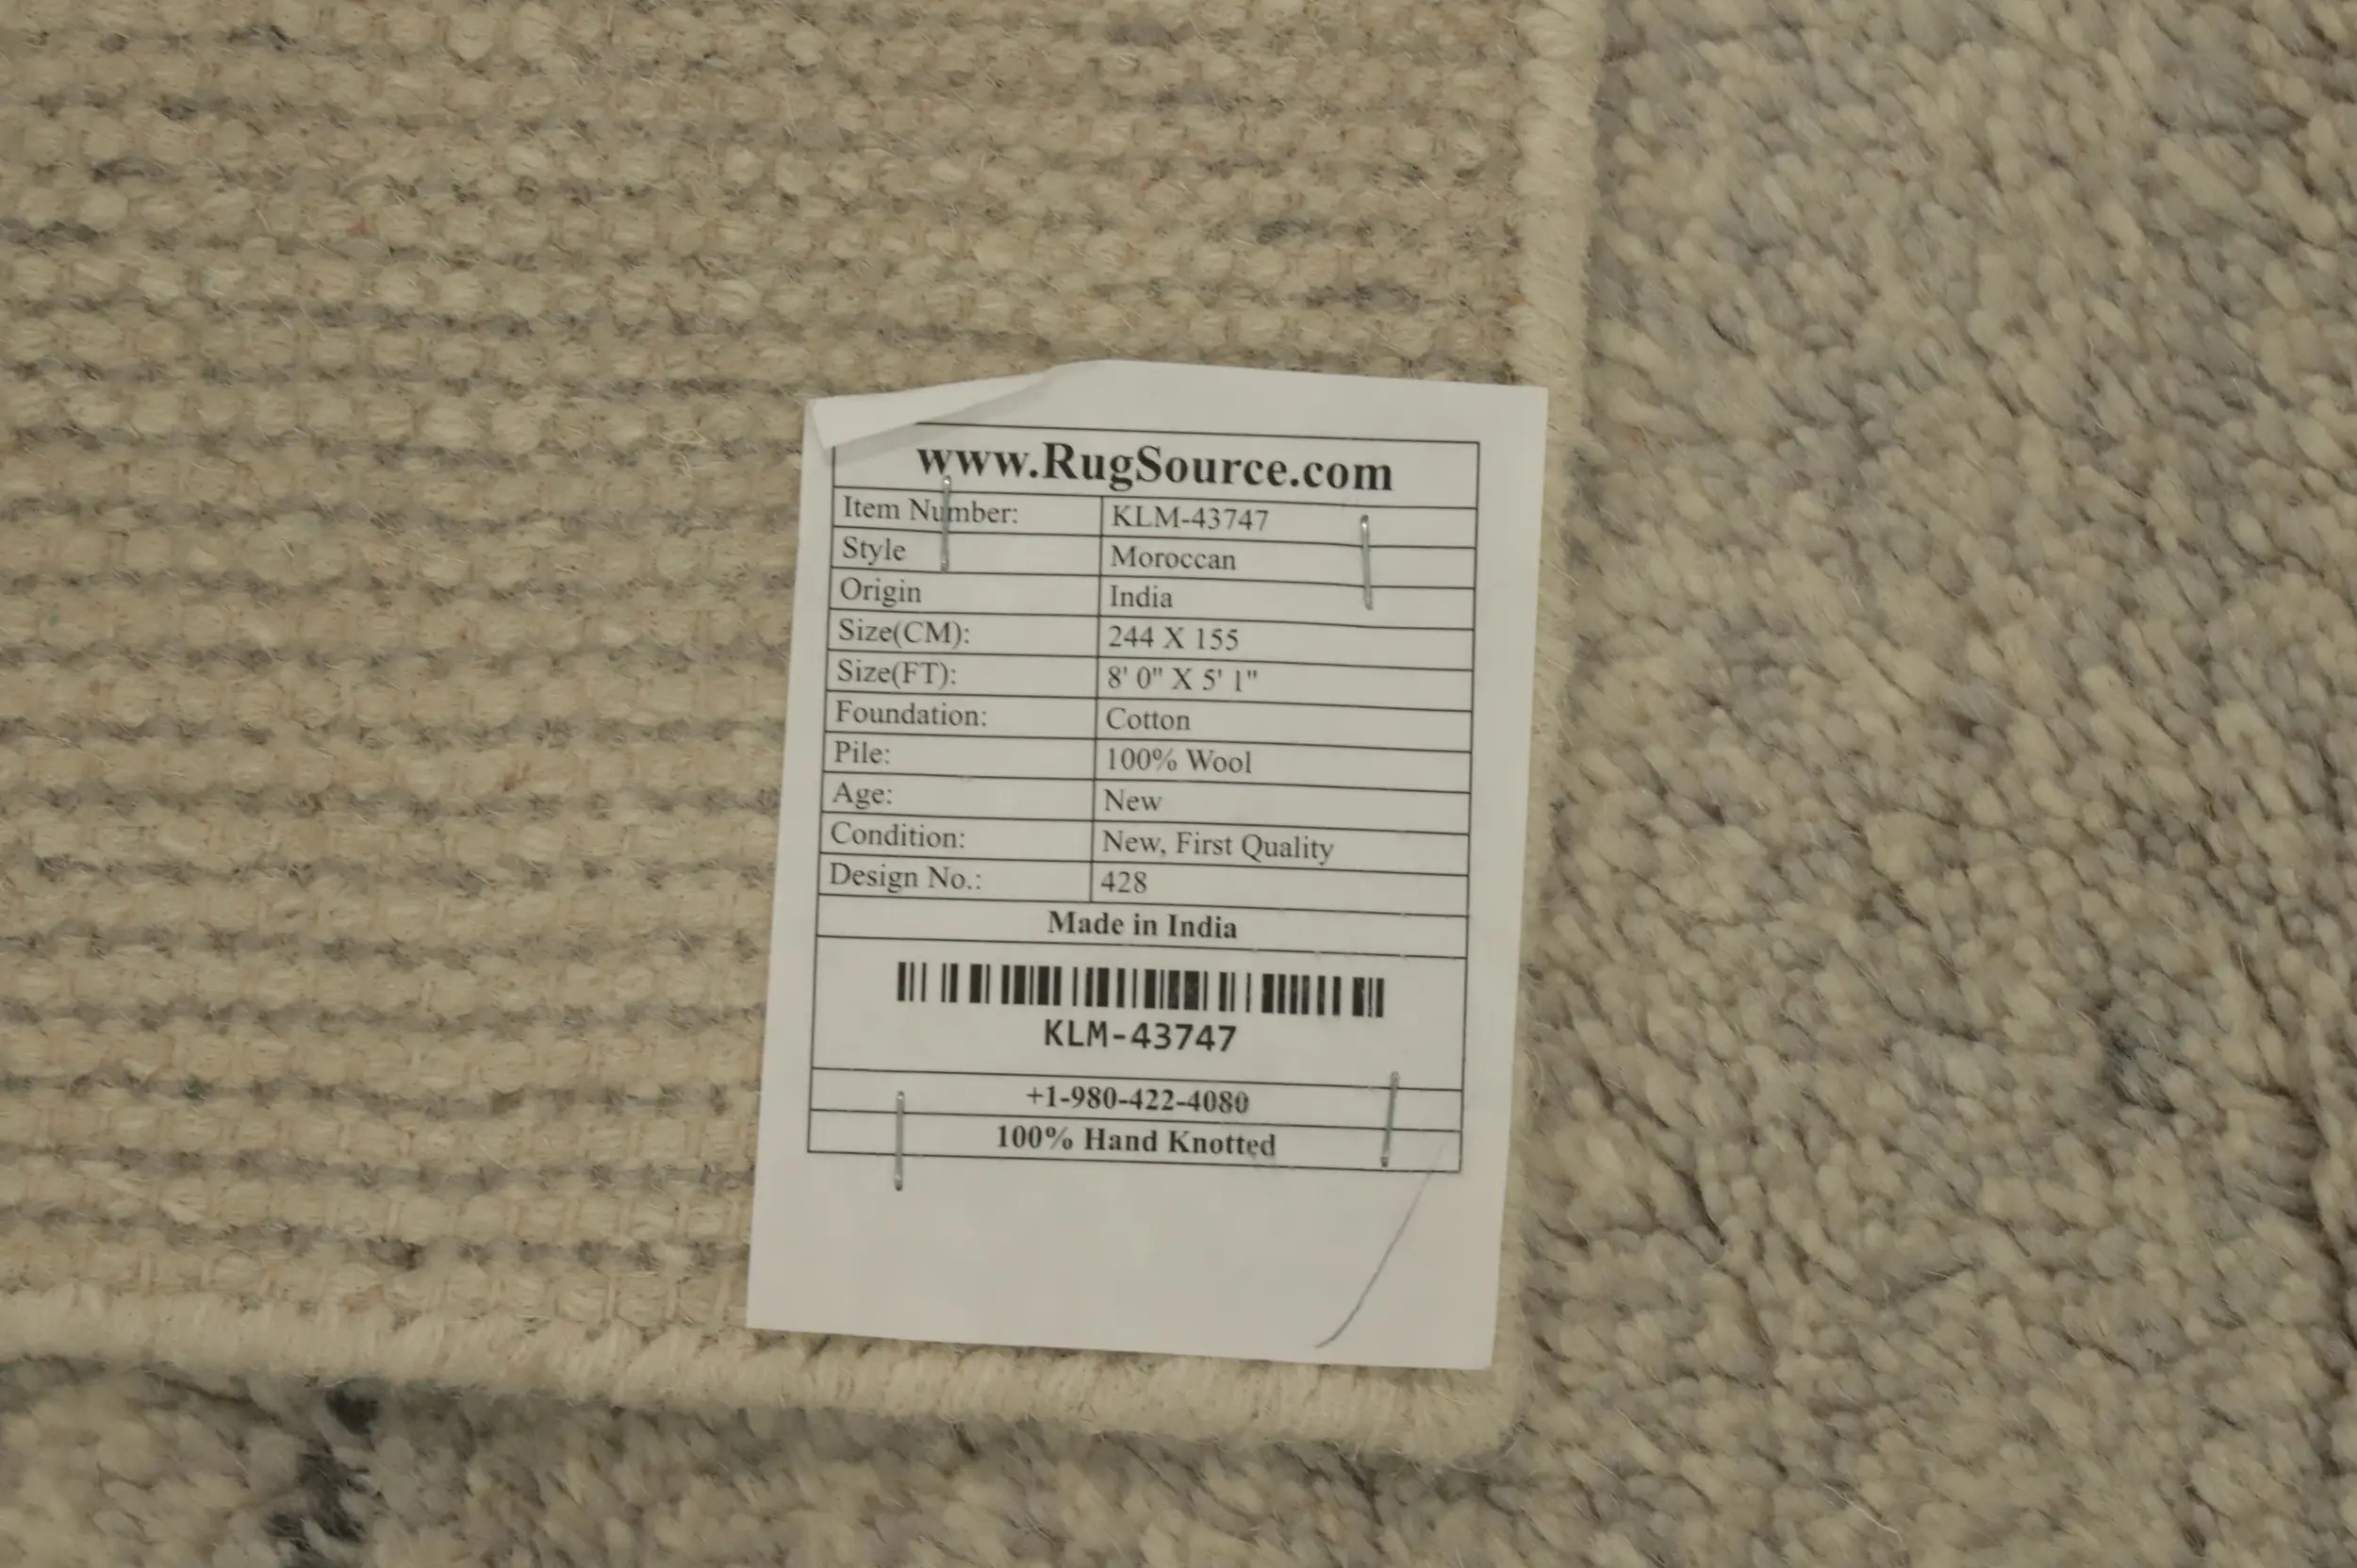 www.RugSource.com
Item Number: KLM-43747
Style Moroccan
Origin India
Size(CM): 244 X 155
Size(FT): 8' 0" X 5' 1"
Foundation: Cotton
Pile: 100% Wool
Age: New
Condition: New, First Quality
Design No.: 428
Made in India
KLM-43747
+1-980-422-4080
100% Hand Knotted